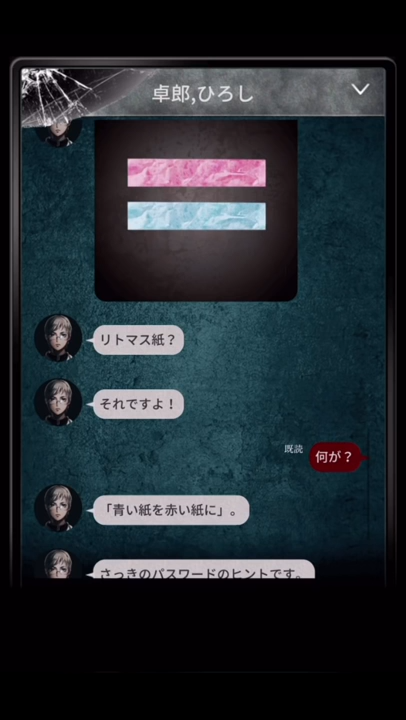 卓郎,ひろし
リトマス紙？
それですよ！
既読
何が？
「青い紙を赤い紙に」。
さっきのパスワードのヒントです。